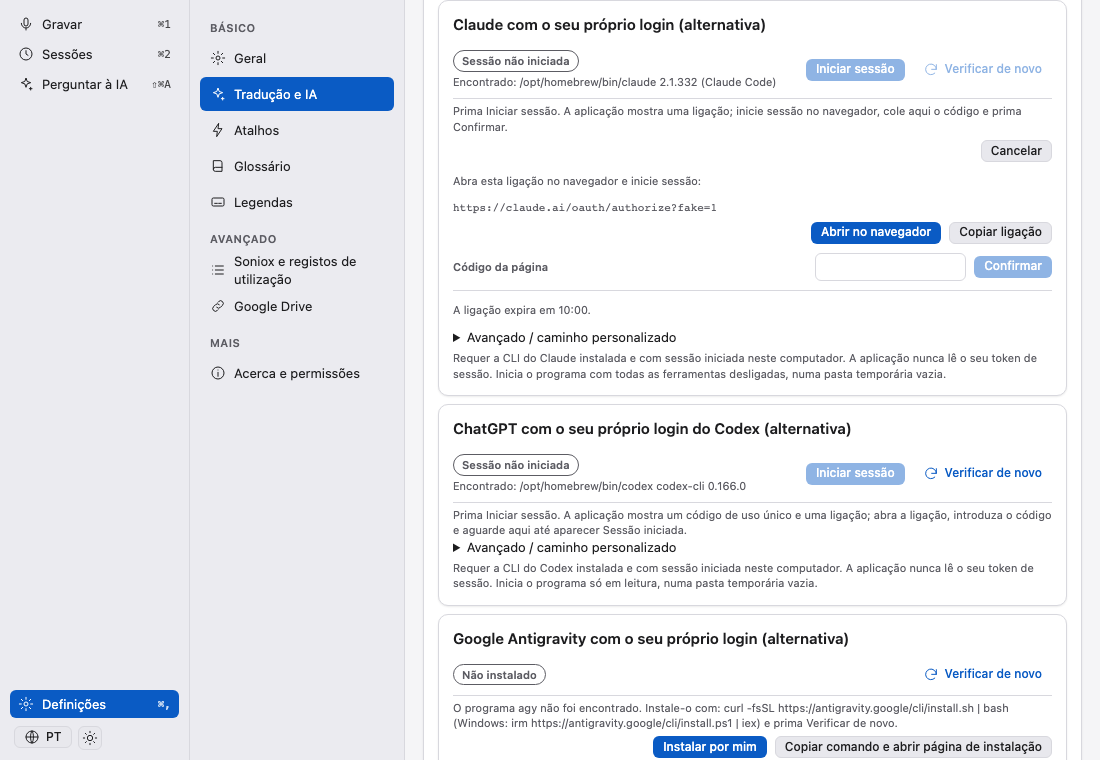 Gravar ⌘1
Sessões ⌘2
Perguntar à IA ⇧⌘A
Definições ⌘,
PT
BÁSICO
Geral
Tradução e IA
Atalhos
Glossário
Legendas
AVANÇADO
Soniox e registos de
utilização
Google Drive
MAIS
Acerca e permissões
Claude com o seu próprio login (alternativa)
Sessão não iniciada
Encontrado: /opt/homebrew/bin/claude 2.1.332 (Claude Code)
Iniciar sessão
Verificar de novo
Prima Iniciar sessão. A aplicação mostra uma ligação; inicie sessão no navegador, cole aqui o código e prima
Confirmar.
Cancelar
Abra esta ligação no navegador e inicie sessão:
https://claude.ai/oauth/authorize?fake=1
Abrir no navegador
Copiar ligação
Código da página
Confirmar
A ligação expira em 10:00.
Avançado / caminho personalizado
Requer a CLI do Claude instalada e com sessão iniciada neste computador. A aplicação nunca lê o seu token de
sessão. Inicia o programa com todas as ferramentas desligadas, numa pasta temporária vazia.
ChatGPT com o seu próprio login do Codex (alternativa)
Sessão não iniciada
Encontrado: /opt/homebrew/bin/codex codex-cli 0.166.0
Iniciar sessão
Verificar de novo
Prima Iniciar sessão. A aplicação mostra um código de uso único e uma ligação; abra a ligação, introduza o código
e aguarde aqui até aparecer Sessão iniciada.
Avançado / caminho personalizado
Requer a CLI do Codex instalada e com sessão iniciada neste computador. A aplicação nunca lê o seu token de
sessão. Inicia o programa só em leitura, numa pasta temporária vazia.
Google Antigravity com o seu próprio login (alternativa)
Não instalado
Verificar de novo
O programa agy não foi encontrado. Instale-o com: curl -fsSL https://antigravity.google/cli/install.sh | bash
(Windows: irm https://antigravity.google/cli/install.ps1 | iex) e prima Verificar de novo.
Instalar por mim
Copiar comando e abrir página de instalação